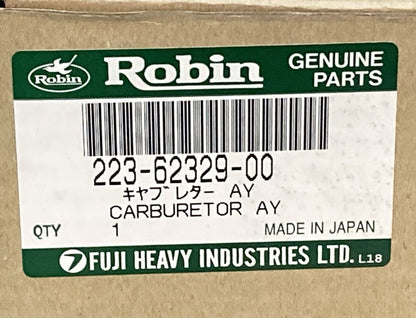 Robin Robin GENUINE
PARTS
223-62329-00
キャブレター AY
CARBURETOR AY
QTY 1 MADE IN JAPAN
FUJI HEAVY INDUSTRIES LTD. L18